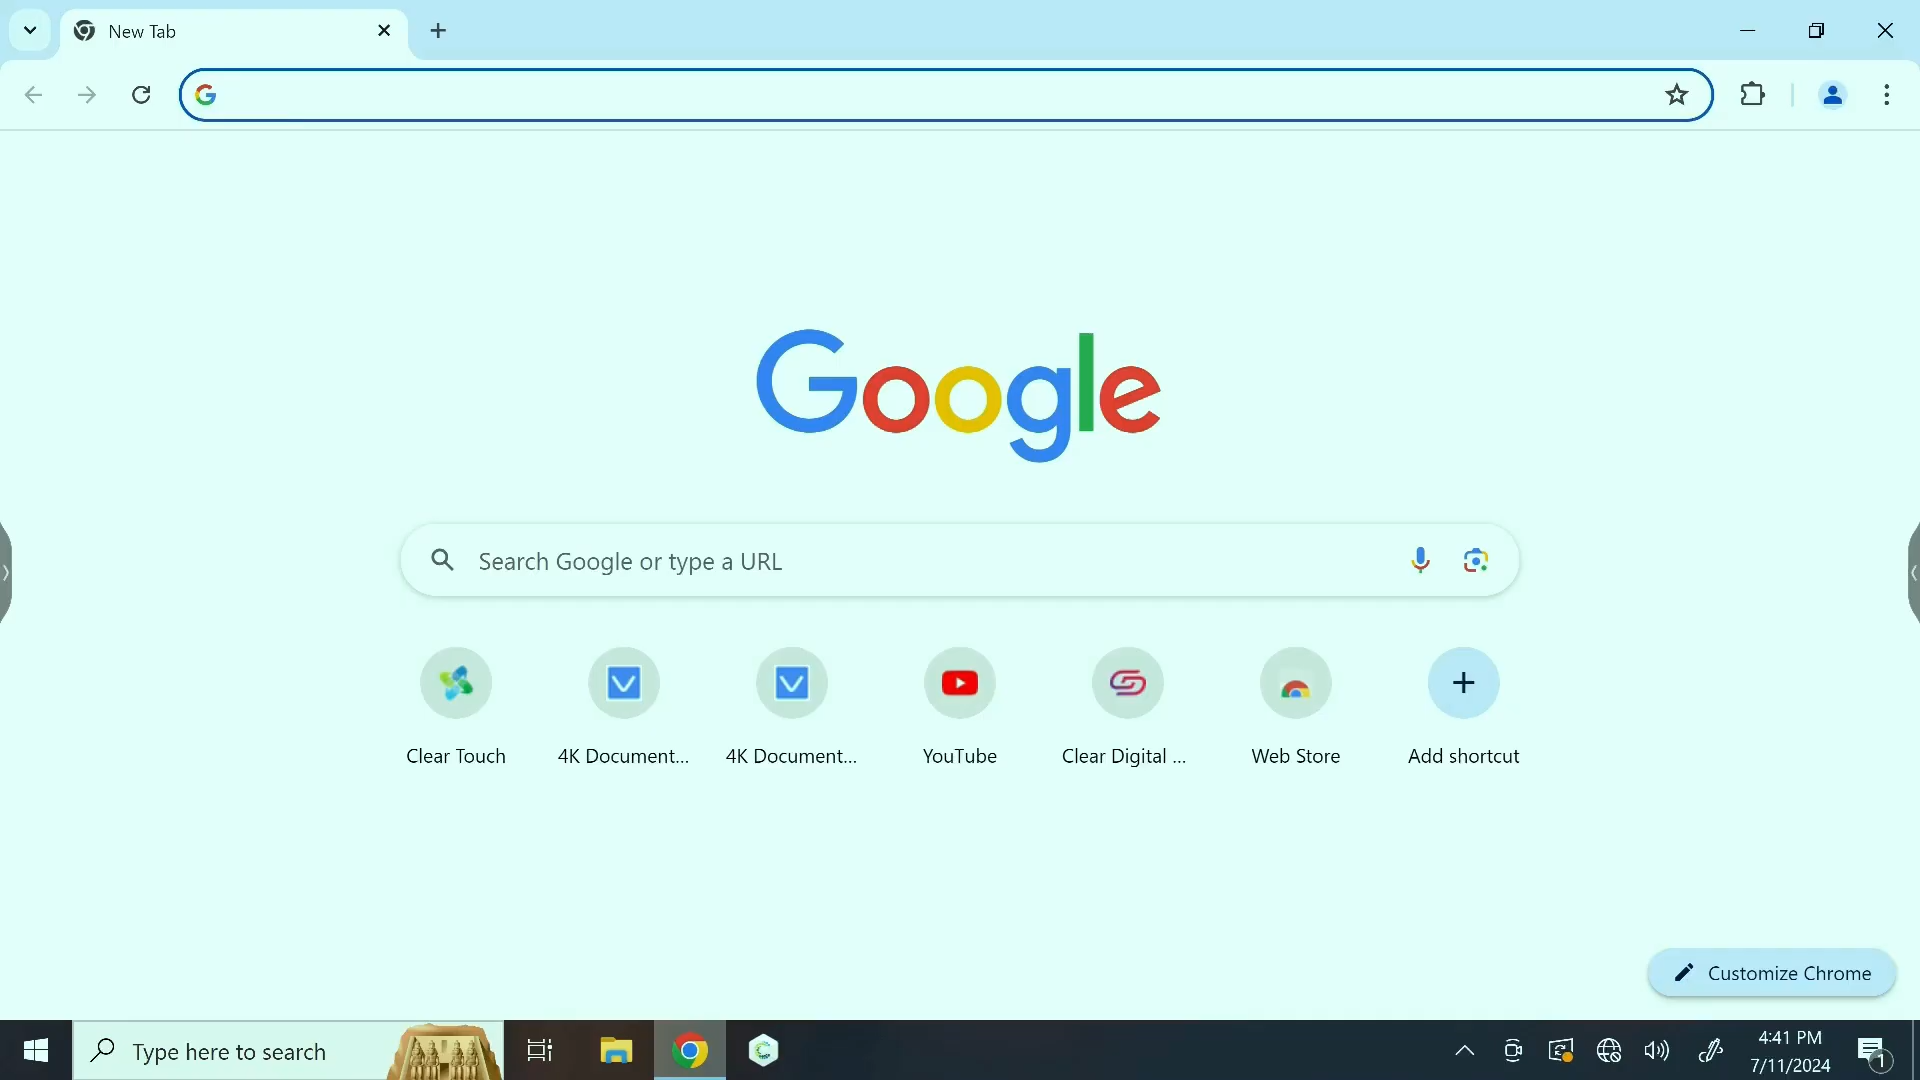 New Tab
Google
Search Google or type a URL
Clear Touch
4K Document...
4K Document...
YouTube
Clear Digital ...
Web Store
Add shortcut
Customize Chrome
Type here to search
4:41 PM
7/11/2024
1